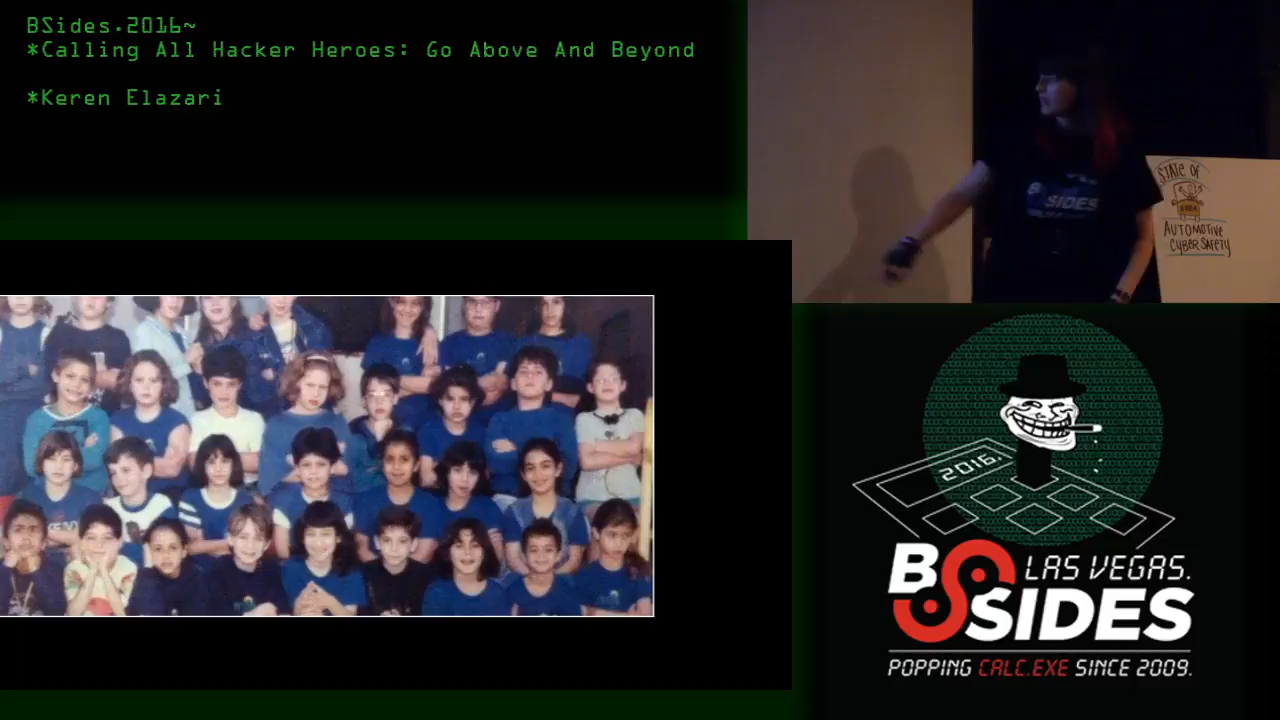 BSides.2016~
*Calling All Hacker Heroes: Go Above And Beyond
*Keren Elazari
SIDES
STATE OF
AUTOMOTIVE
CYBER SAFETY
2016.
BSIDES
LAS VEGAS.
POPPING CALC.EXE SINCE 2009.